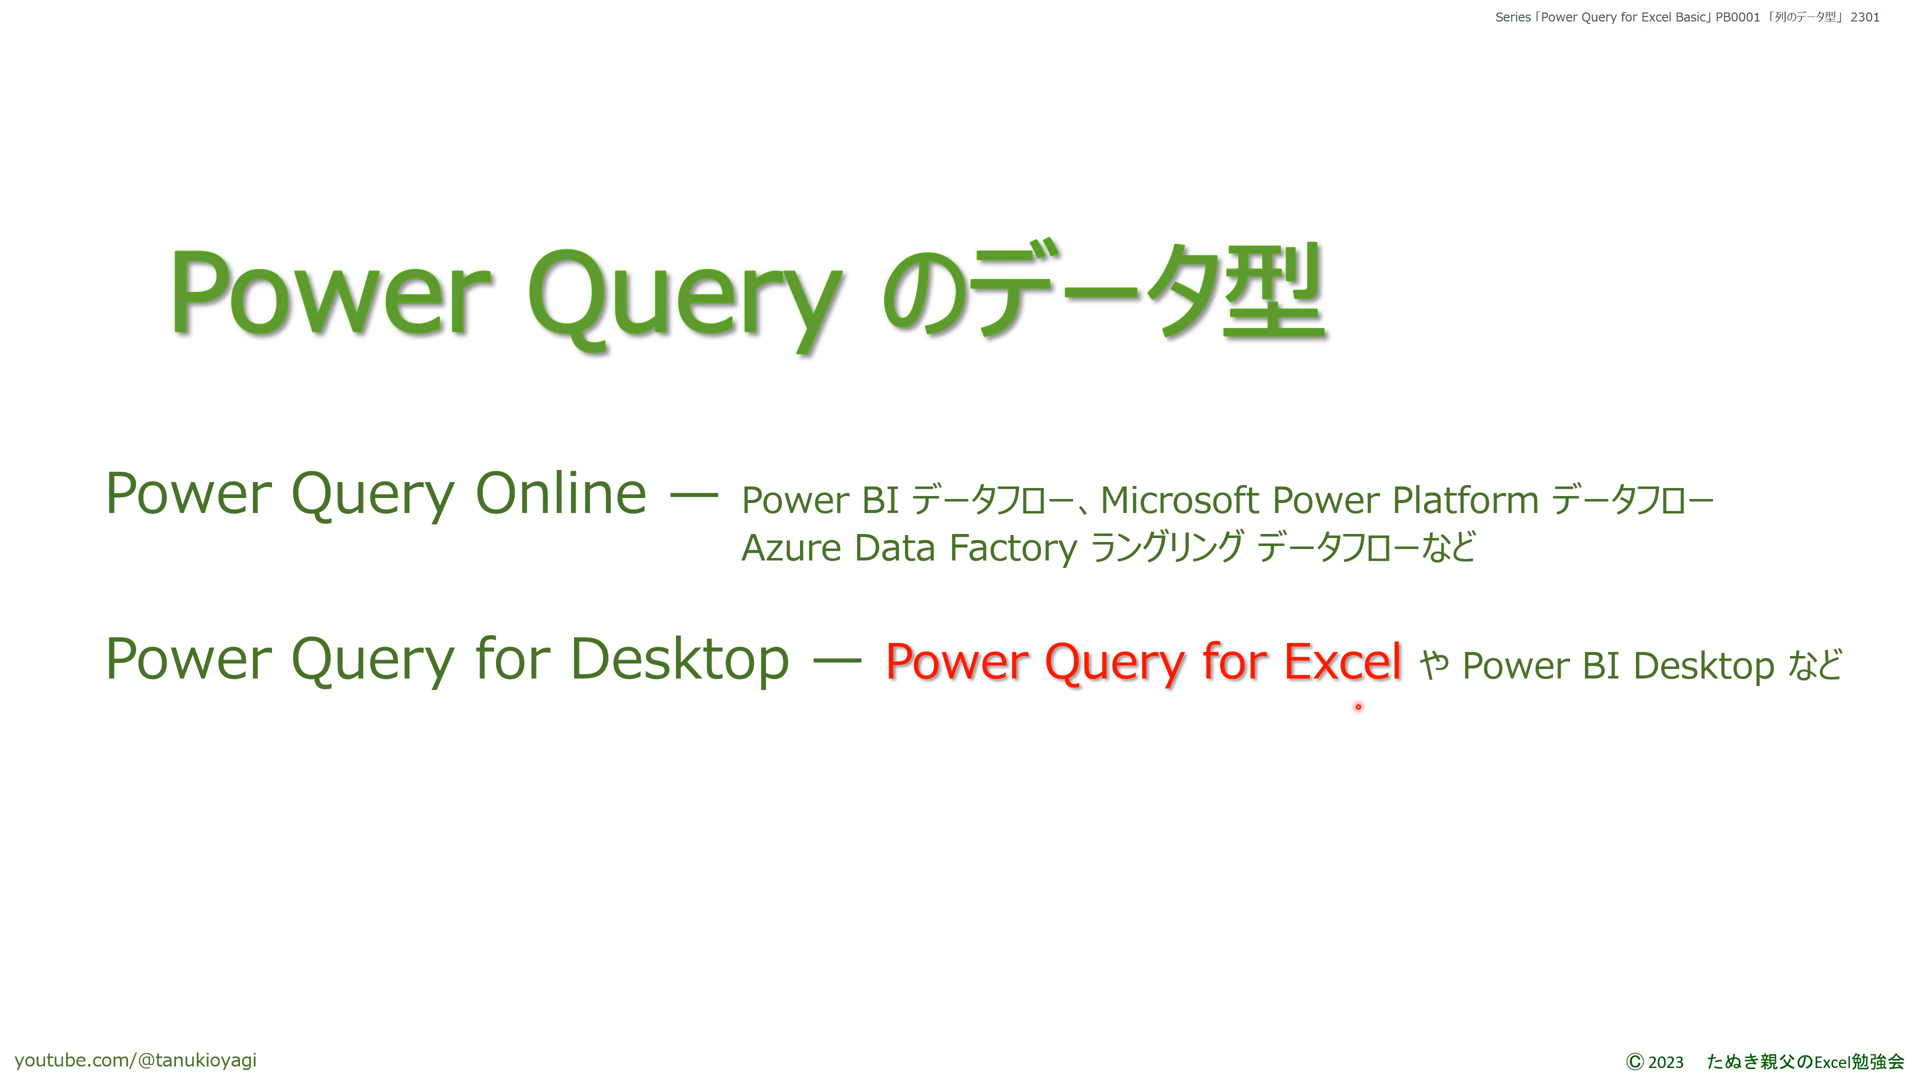 Series「Power Query for Excel Basic」PB0001 「列のデータ型」 2301
Power Query のデータ型
Power Query Online ― Power BI データフロー、Microsoft Power Platform データフロー
Azure Data Factory ラングリング データフローなど
Power Query for Desktop ― Power Query for Excel や Power BI Desktop など
youtube.com/@tanukioyagi
Ⓒ 2023 たぬき親父のExcel勉強会